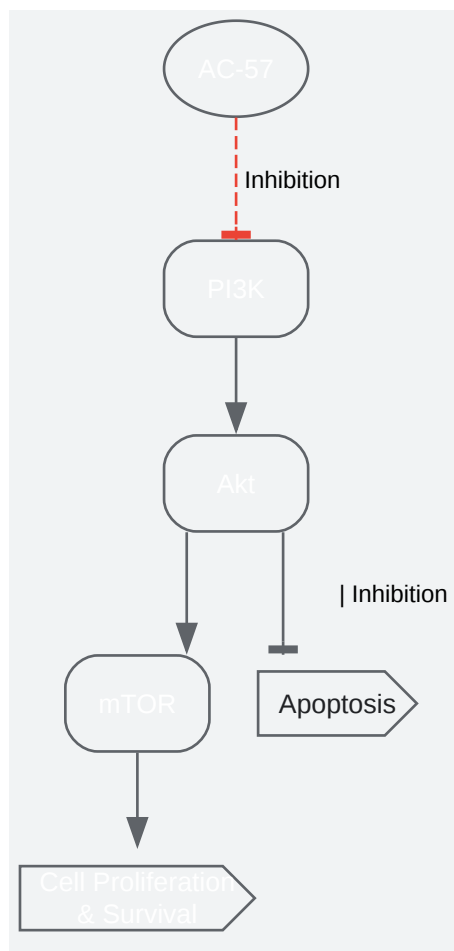 AC-57
Inhibition
PI3K
Akt
| Inhibition
mTOR
Apoptosis
Cell Proliferation
& Survival